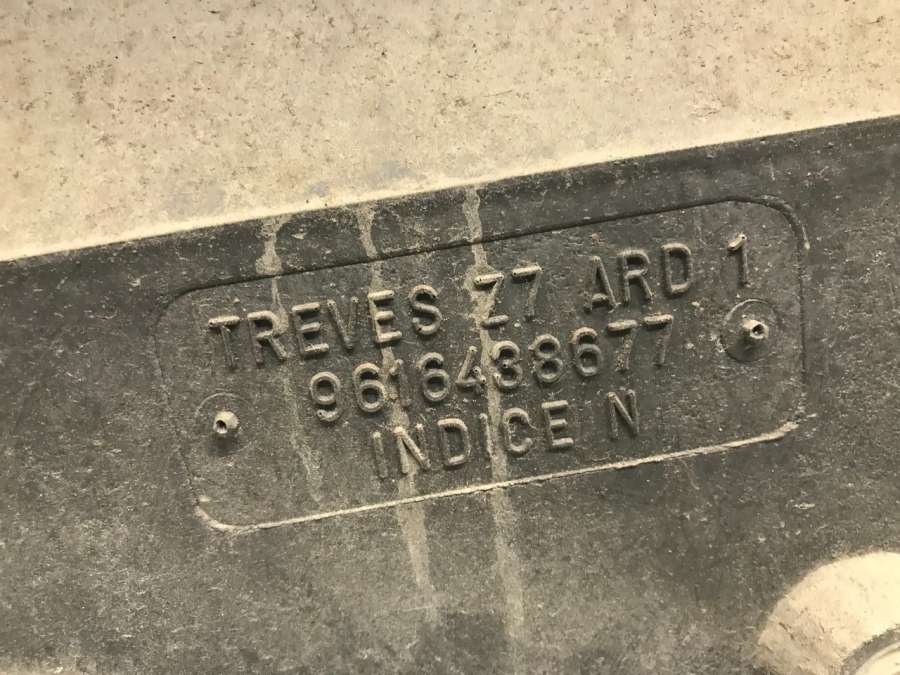 TREVES Z7 ARD 1
9616438677
INDICE N